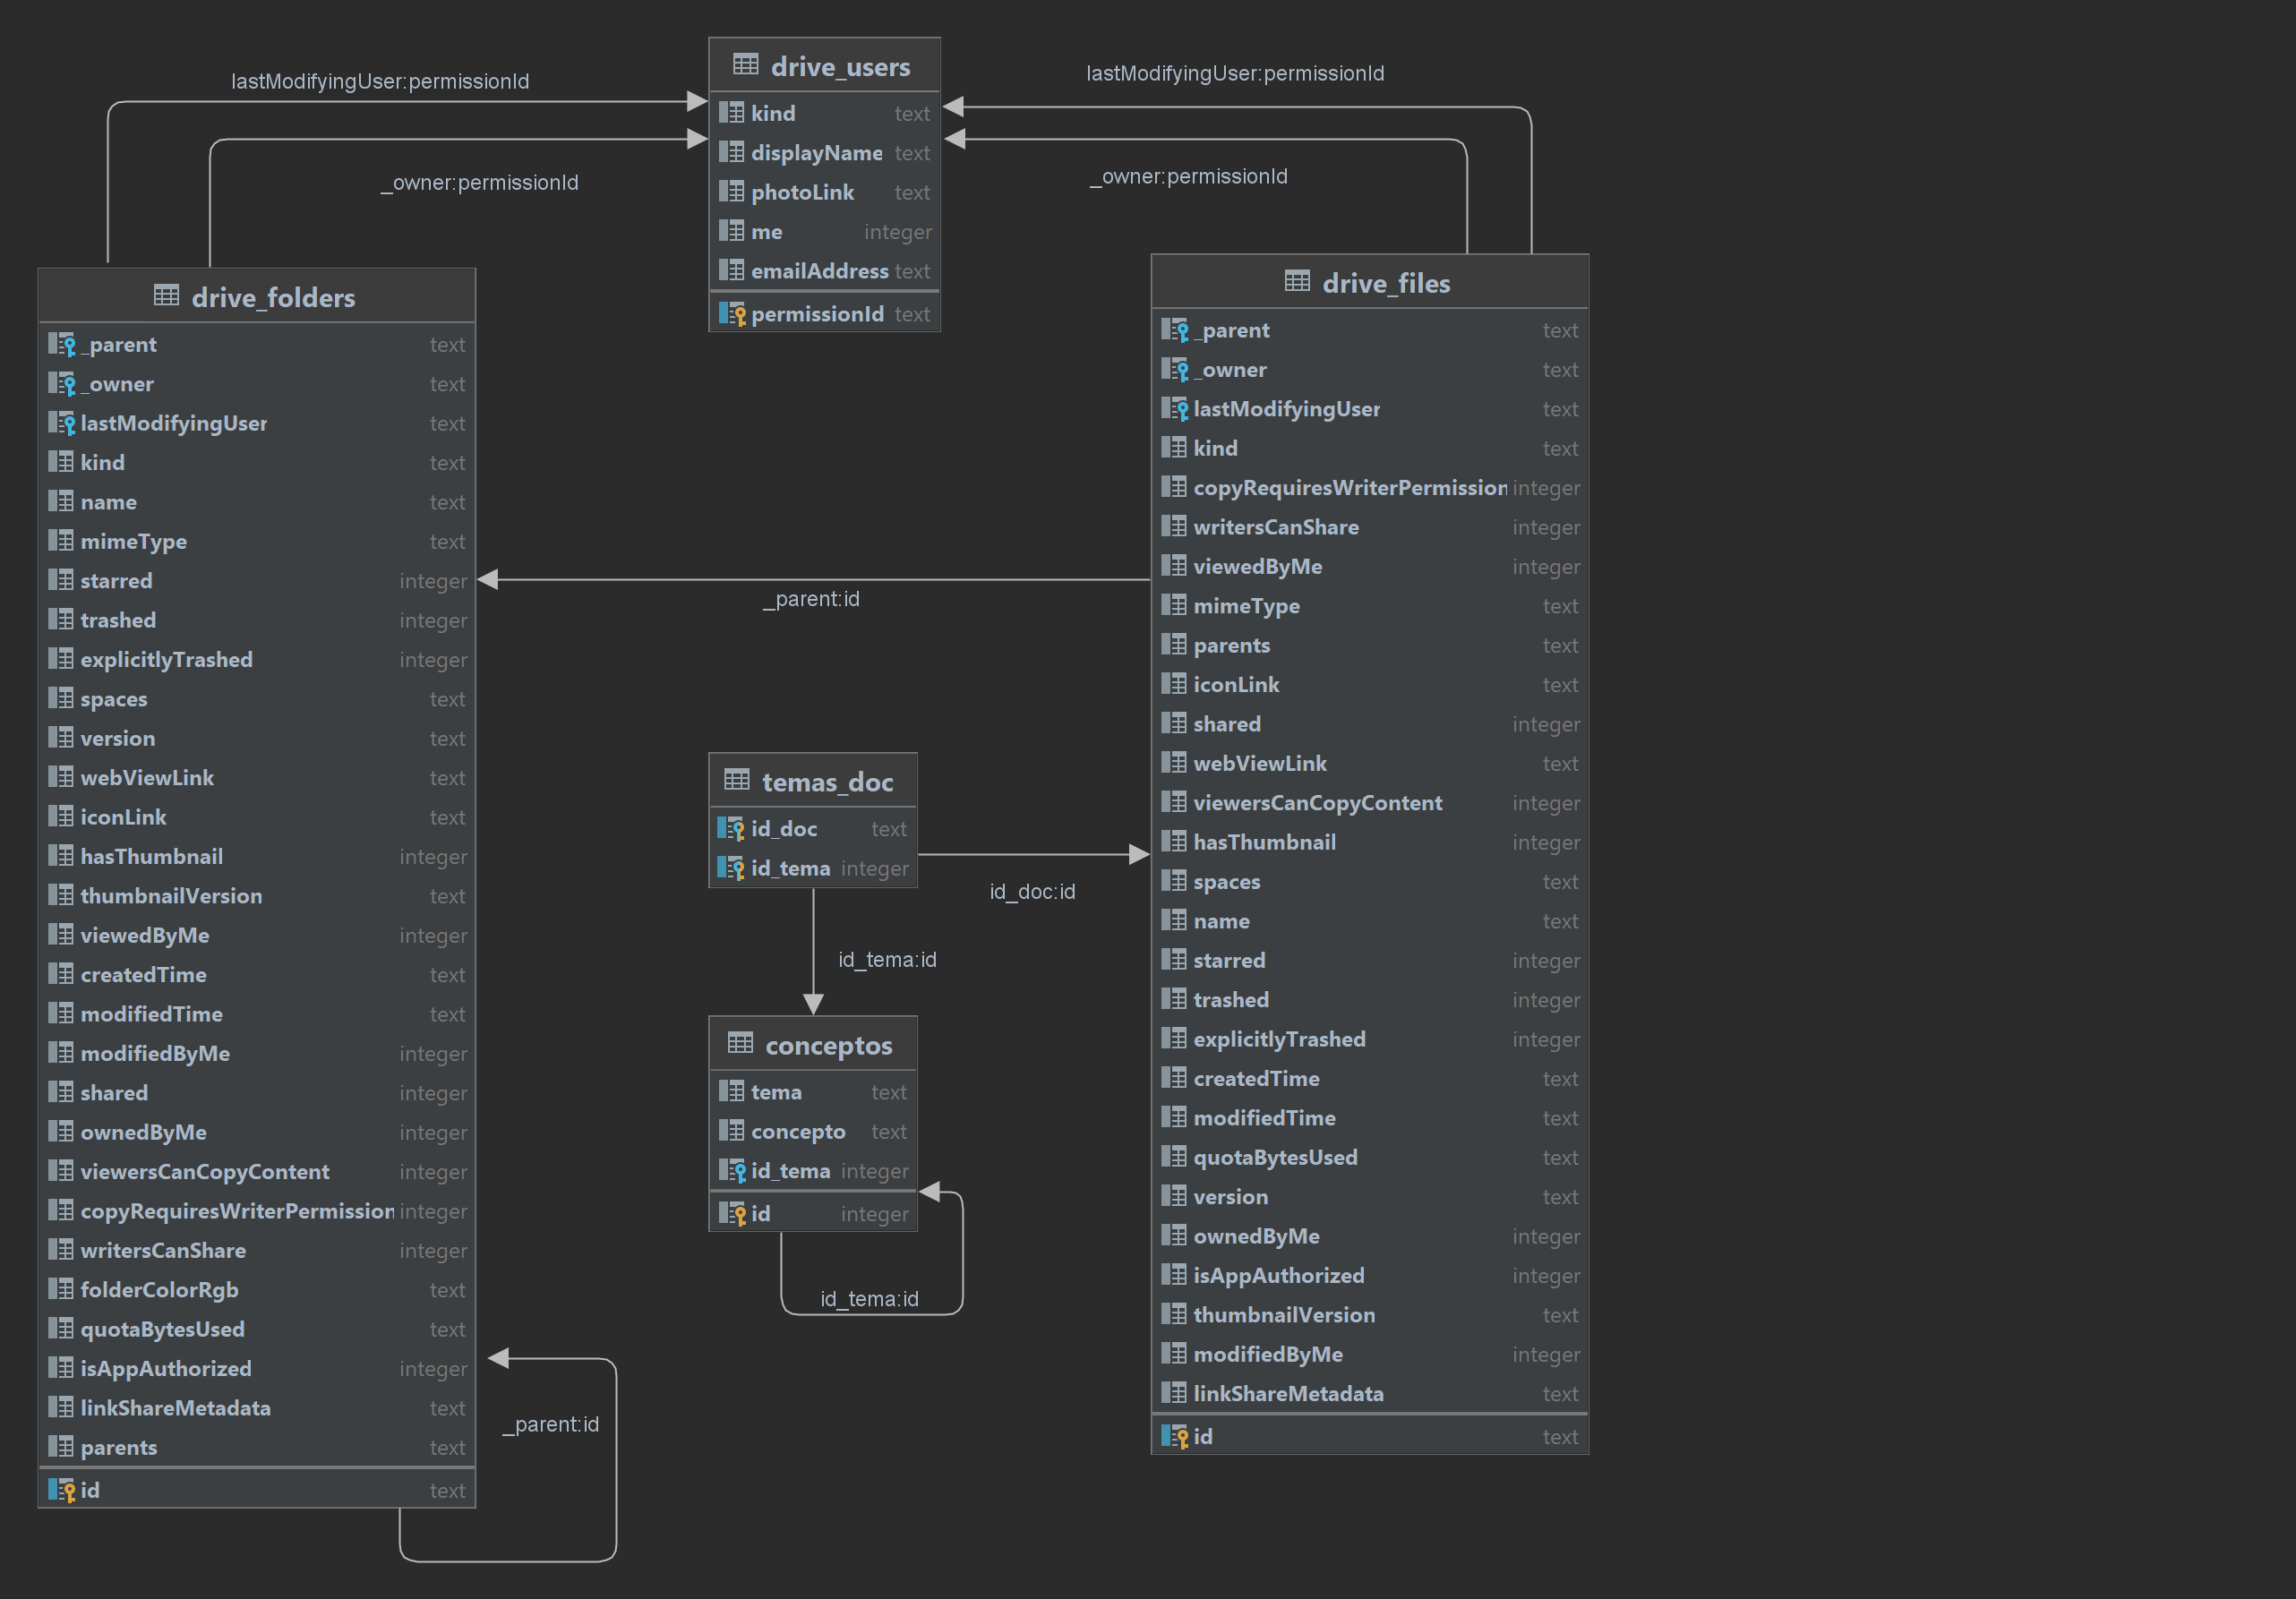 lastModifyingUser:permissionId
_owner:permissionId
drive_users
kind text
displayName text
photoLink text
me integer
emailAddress text
permissionId text
lastModifyingUser:permissionId
_owner:permissionId
drive_folders
_parent text
_owner text
lastModifyingUser text
kind text
name text
mimeType text
starred integer
trashed integer
explicitlyTrashed integer
spaces text
version text
webViewLink text
iconLink text
hasThumbnail integer
thumbnailVersion text
viewedByMe integer
createdTime text
modifiedTime text
modifiedByMe integer
shared integer
ownedByMe integer
viewersCanCopyContent integer
copyRequiresWriterPermission integer
writersCanShare integer
folderColorRgb text
quotaBytesUsed text
isAppAuthorized integer
linkShareMetadata text
parents text
id text
_parent:id
_parent:id
temas_doc
id_doc text
id_tema integer
id_doc:id
id_tema:id
conceptos
tema text
concepto text
id_tema integer
id integer
id_tema:id
drive_files
_parent text
_owner text
lastModifyingUser text
kind text
copyRequiresWriterPermission integer
writersCanShare integer
viewedByMe integer
mimeType text
parents text
iconLink text
shared integer
webViewLink text
viewersCanCopyContent integer
hasThumbnail integer
spaces text
name text
starred integer
trashed integer
explicitlyTrashed integer
createdTime text
modifiedTime text
quotaBytesUsed text
version text
ownedByMe integer
isAppAuthorized integer
thumbnailVersion text
modifiedByMe integer
linkShareMetadata text
id text